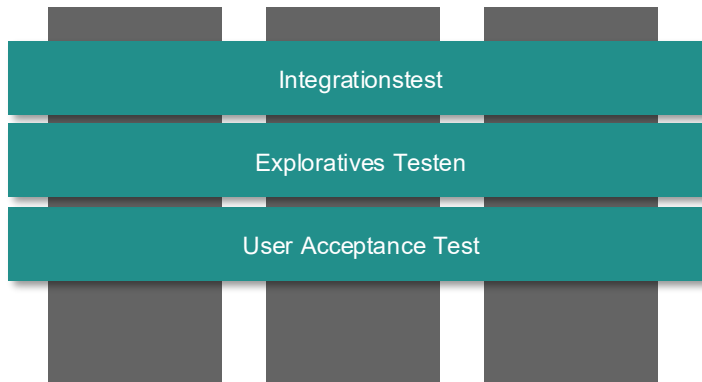 Integrationstest
Exploratives Testen
User Acceptance Test